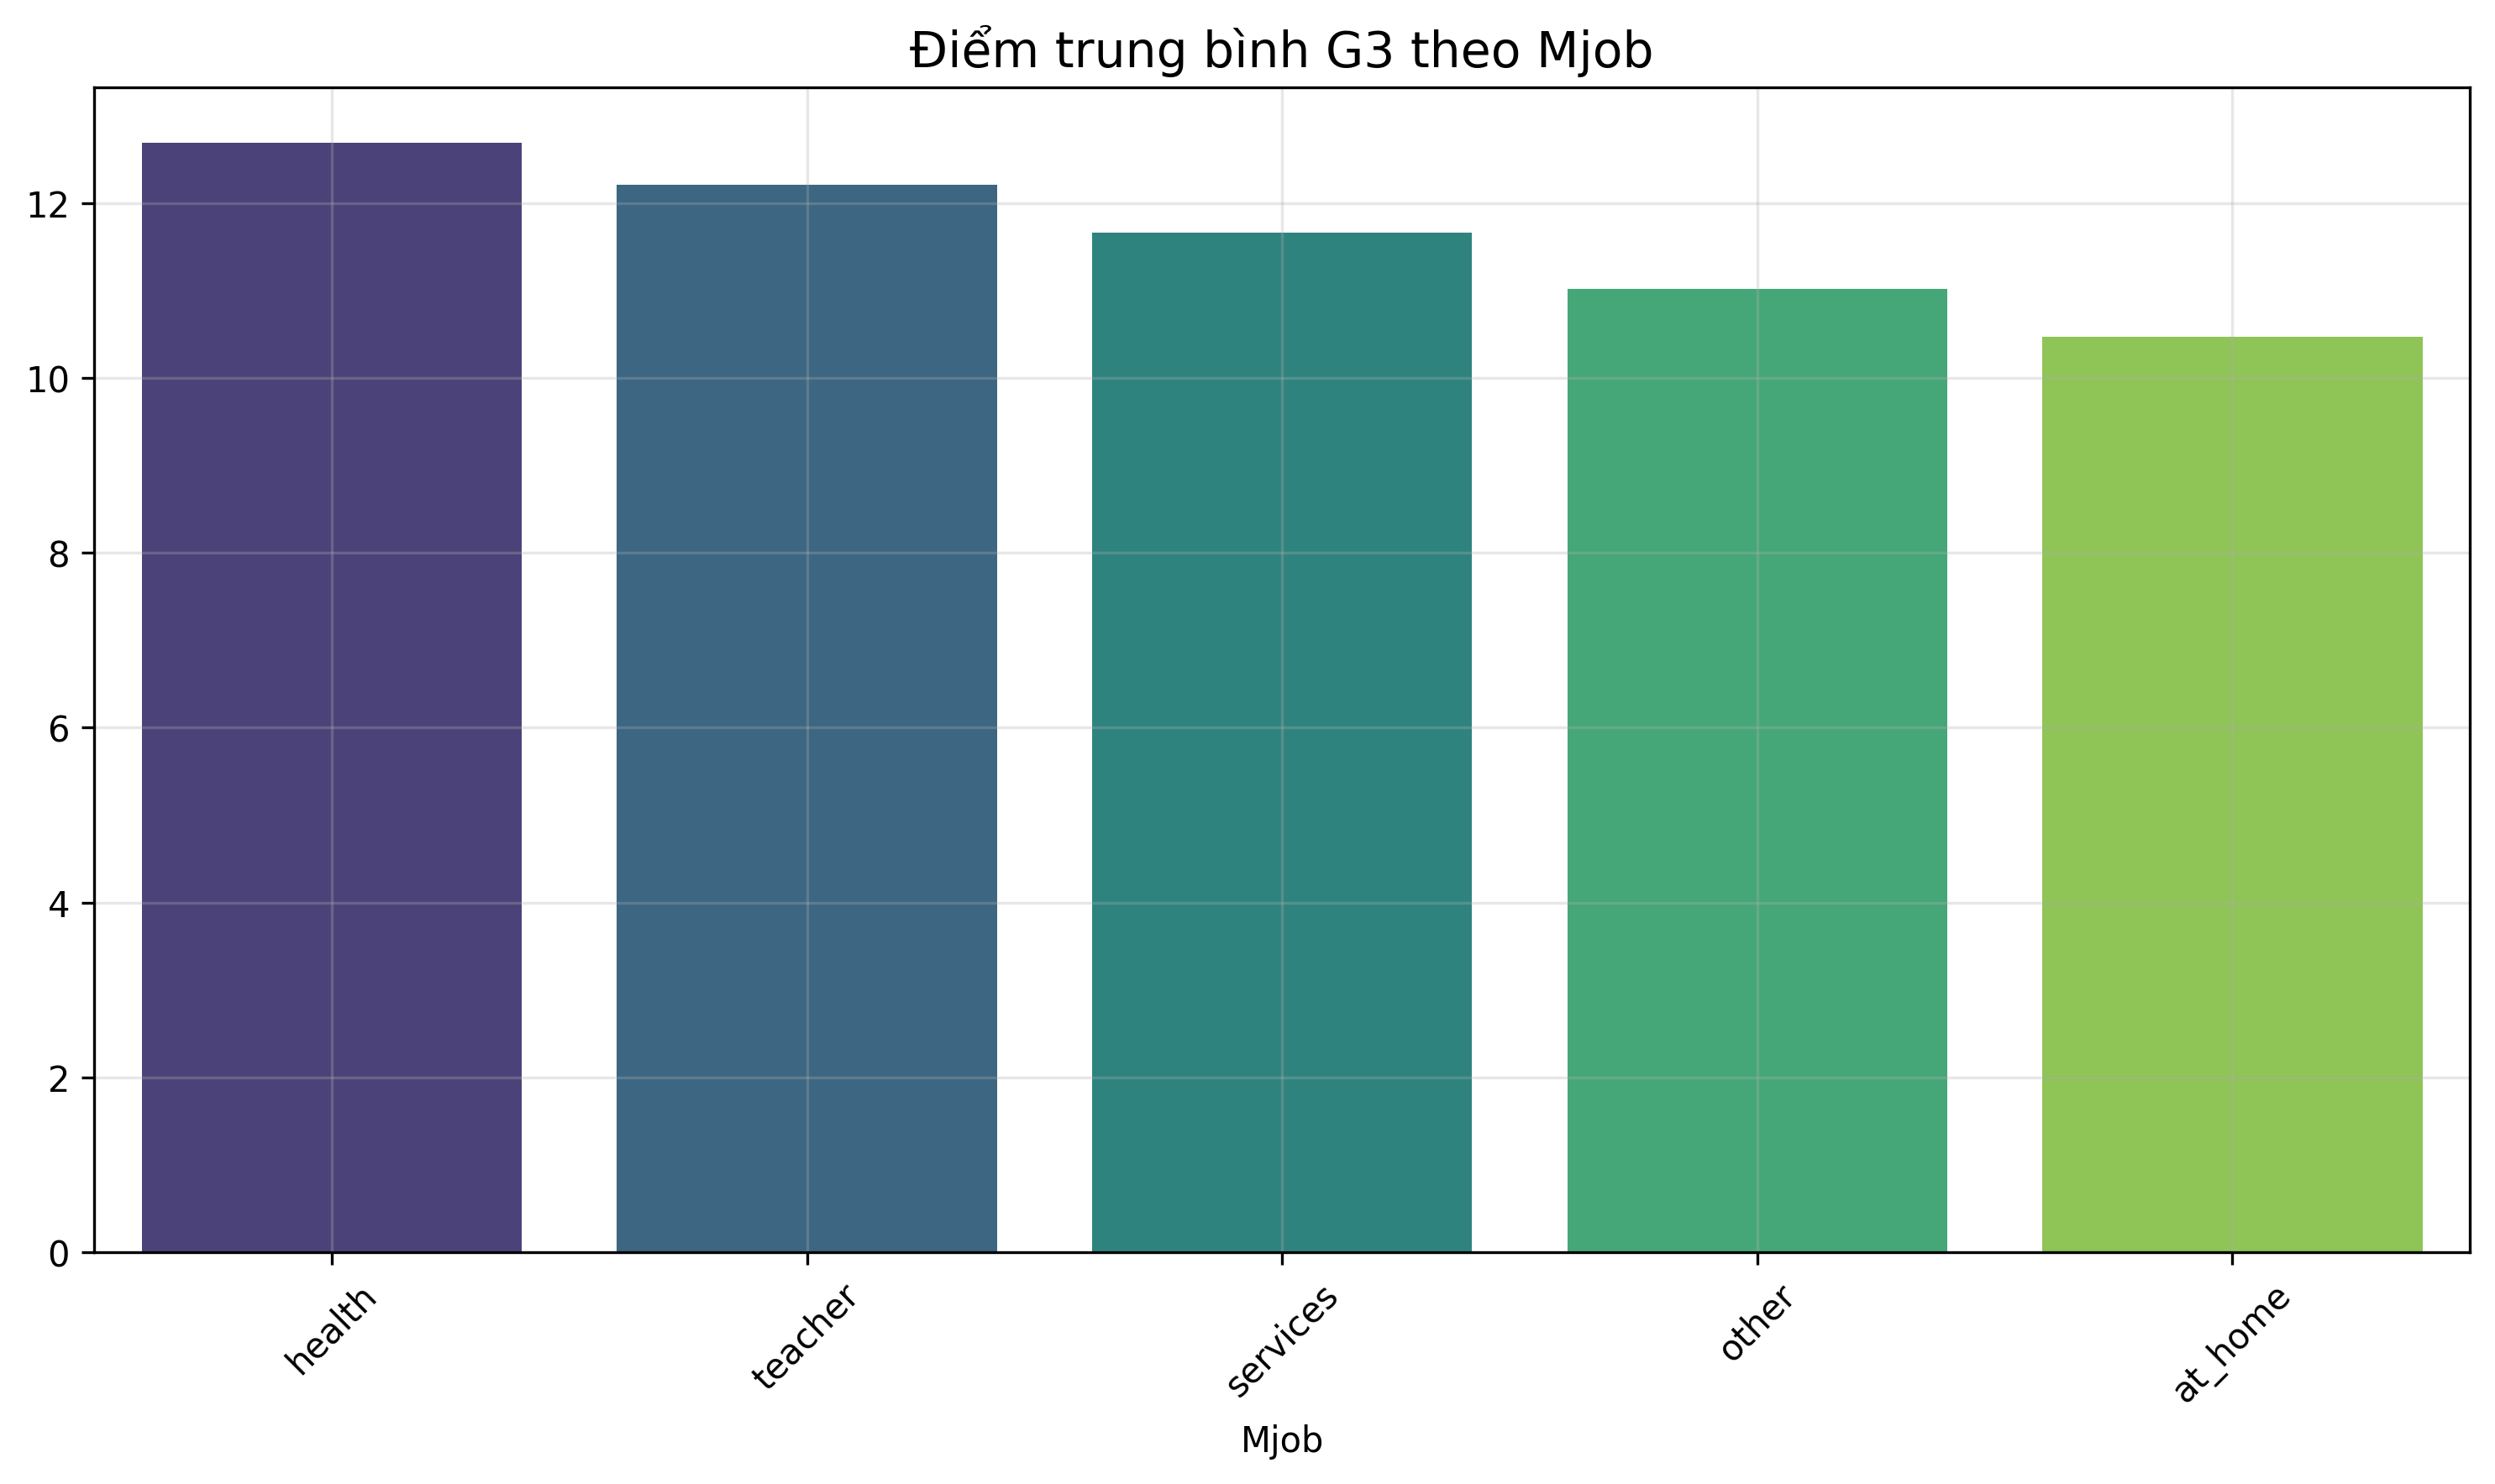 Điểm trung bình G3 theo Mjob
12
10
8
6
4
2
0
health
teacher
services
other
at_home
Mjob